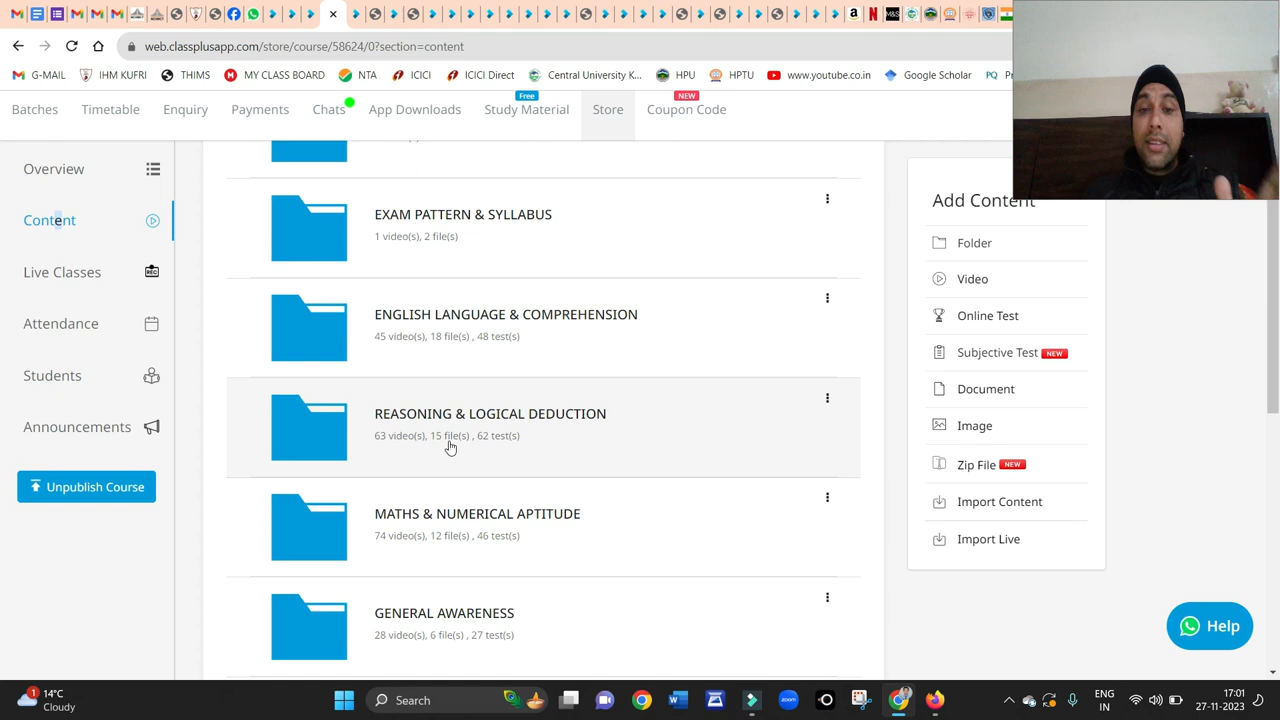 web.classplusapp.com/store/course/58624/0?section=content
G-MAIL IHM KUFRI THIMS MY CLASS BOARD NTA ICICI ICICI Direct Central University K... HPU HPTU www.youtube.co.in Google Scholar PQ
Free NEW
Batches Timetable Enquiry Payments Chats App Downloads Study Material Store Coupon Code
Overview
Content
Live Classes
Attendance
Students
Announcements
Unpublish Course
EXAM PATTERN & SYLLABUS
1 video(s), 2 file(s)
ENGLISH LANGUAGE & COMPREHENSION
45 video(s), 18 file(s) , 48 test(s)
REASONING & LOGICAL DEDUCTION
63 video(s), 15 file(s) , 62 test(s)
MATHS & NUMERICAL APTITUDE
74 video(s), 12 file(s) , 46 test(s)
GENERAL AWARENESS
28 video(s), 6 file(s) , 27 test(s)
Add Content
Folder
Video
Online Test
Subjective Test NEW
Document
Image
Zip File NEW
Import Content
Import Live
Help
1 14°C
Cloudy
Search
ENG
IN
17:01
27-11-2023